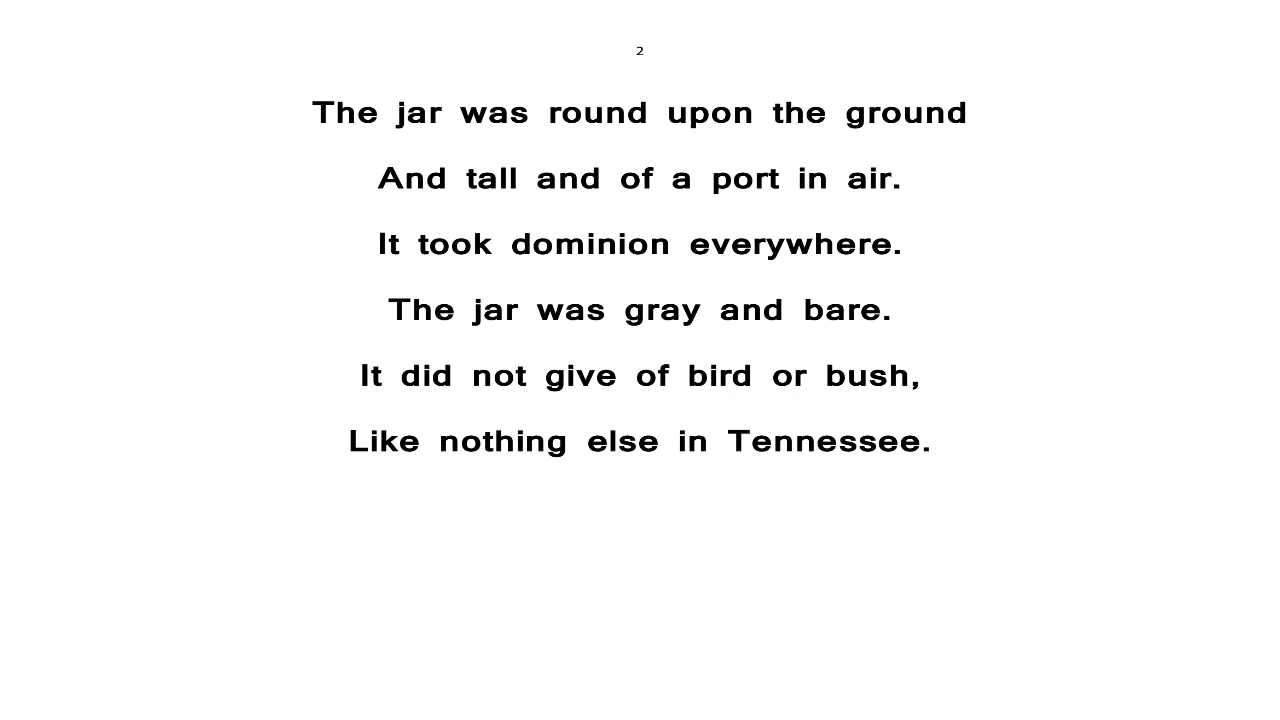 2
The jar was round upon the ground
And tall and of a port in air.
It took dominion everywhere.
The jar was gray and bare.
It did not give of bird or bush,
Like nothing else in Tennessee.